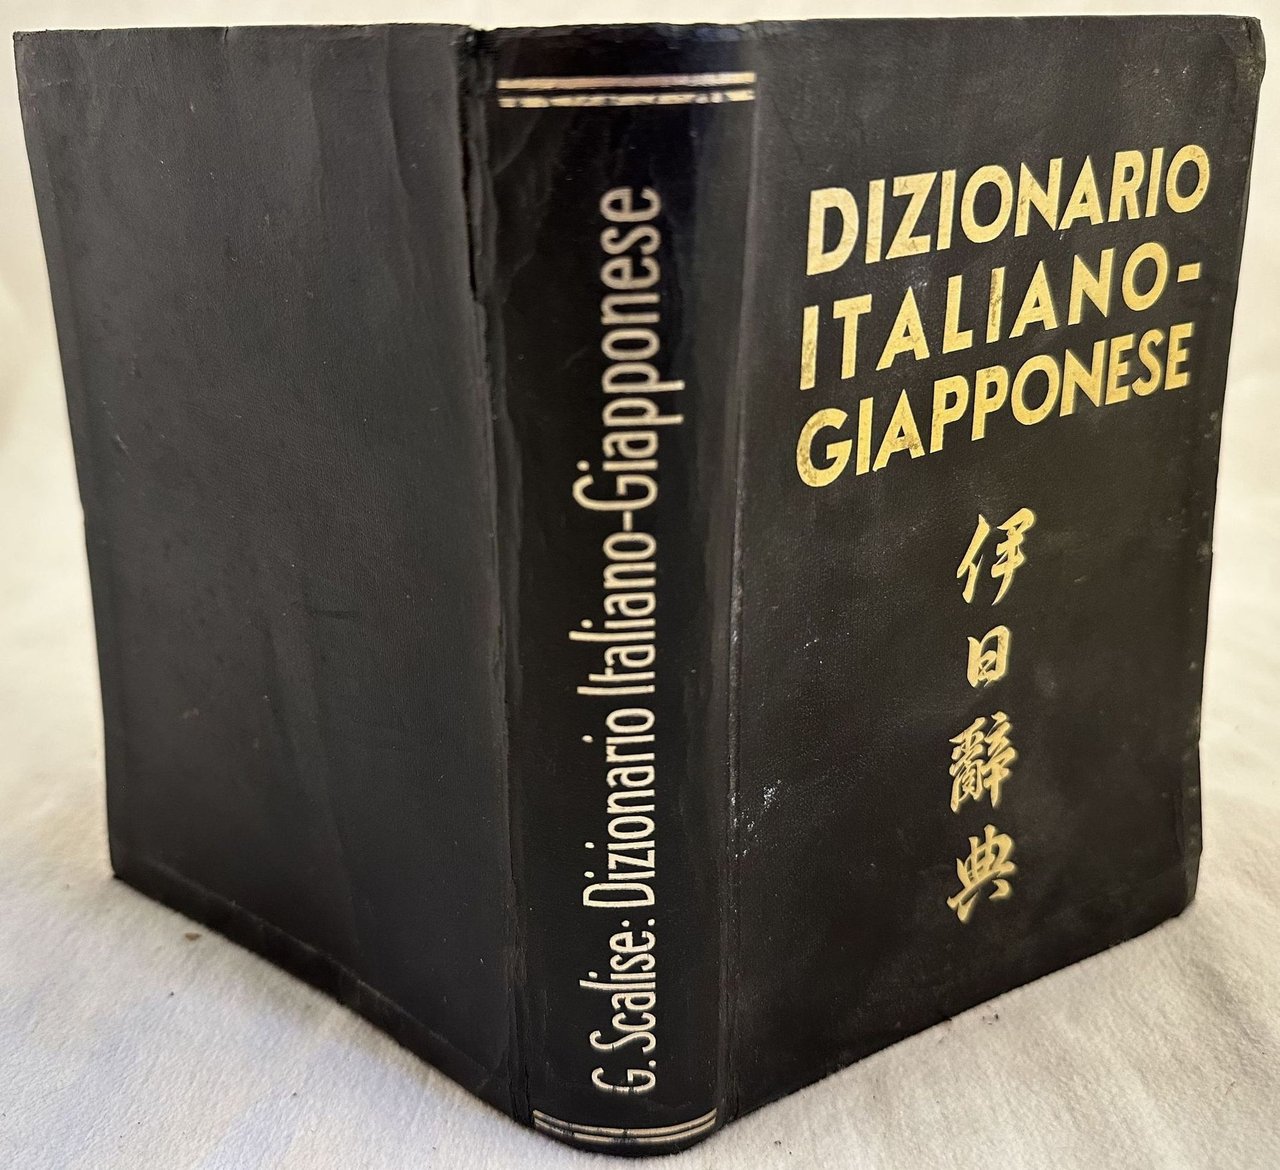 G. Scalise: Dizionario Italiano-Giapponese
DIZIONARIO
ITALIANO-
GIAPPONESE
伊日辭典